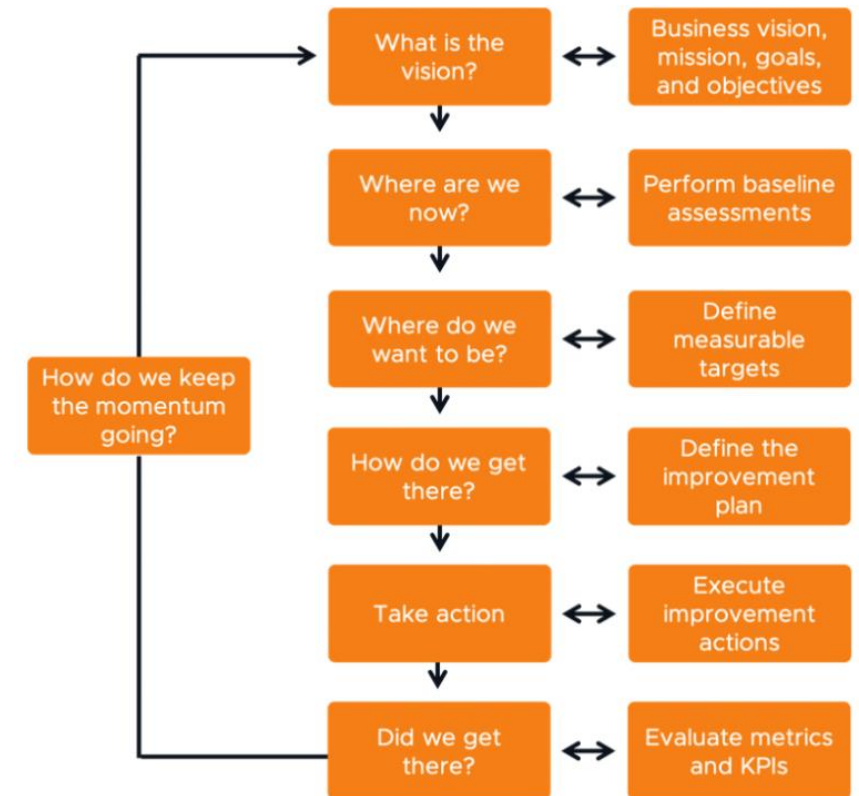 What is the
vision?
Business vision,
mission, goals,
and objectives
Where are we
now?
Perform baseline
assessments
Where do we
want to be?
Define
measurable
targets
How do we keep
the momentum
going?
How do we get
there?
Define the
improvement
plan
Take action
Execute
improvement
actions
Did we get
there?
Evaluate metrics
and KPIs